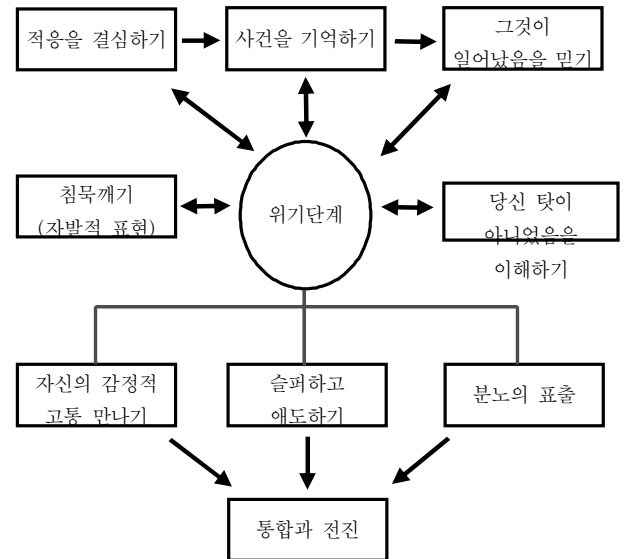 적응을 결심하기
사건을 기억하기
그것이
일어났음을 믿기
침묵깨기
(자발적 표현)
위기단계
당신 탓이
아니었음을
이해하기
자신의 감정적
고통 만나기
슬퍼하고
애도하기
분노의 표출
통합과 전진